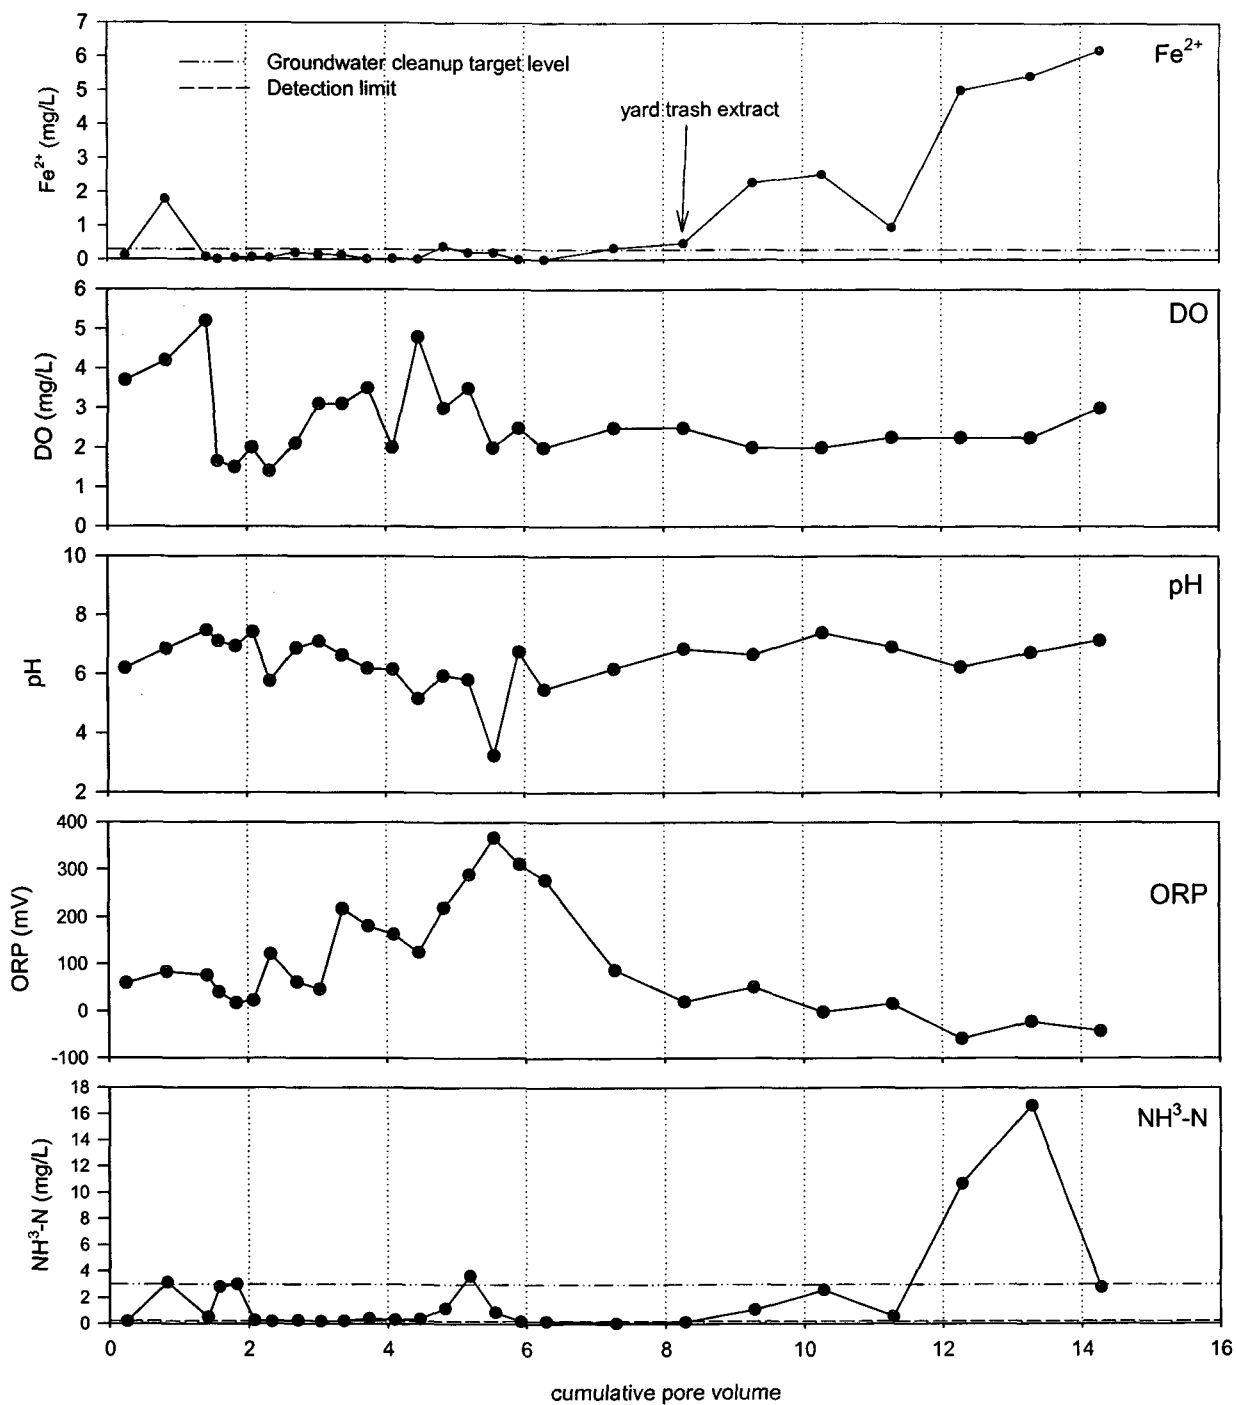 7
6
5
4
3
2
1
0
Fe²⁺ (mg/L)
Groundwater cleanup target level
Detection limit
yard trash extract
Fe²⁺
6
5
4
3
2
1
0
DO (mg/L)
DO
10
8
6
4
2
pH
pH
400
300
200
100
0
-100
ORP (mV)
ORP
18
16
14
12
10
8
6
4
2
0
NH³-N (mg/L)
NH³-N
0 2 4 6 8 10 12 14 16
cumulative pore volume